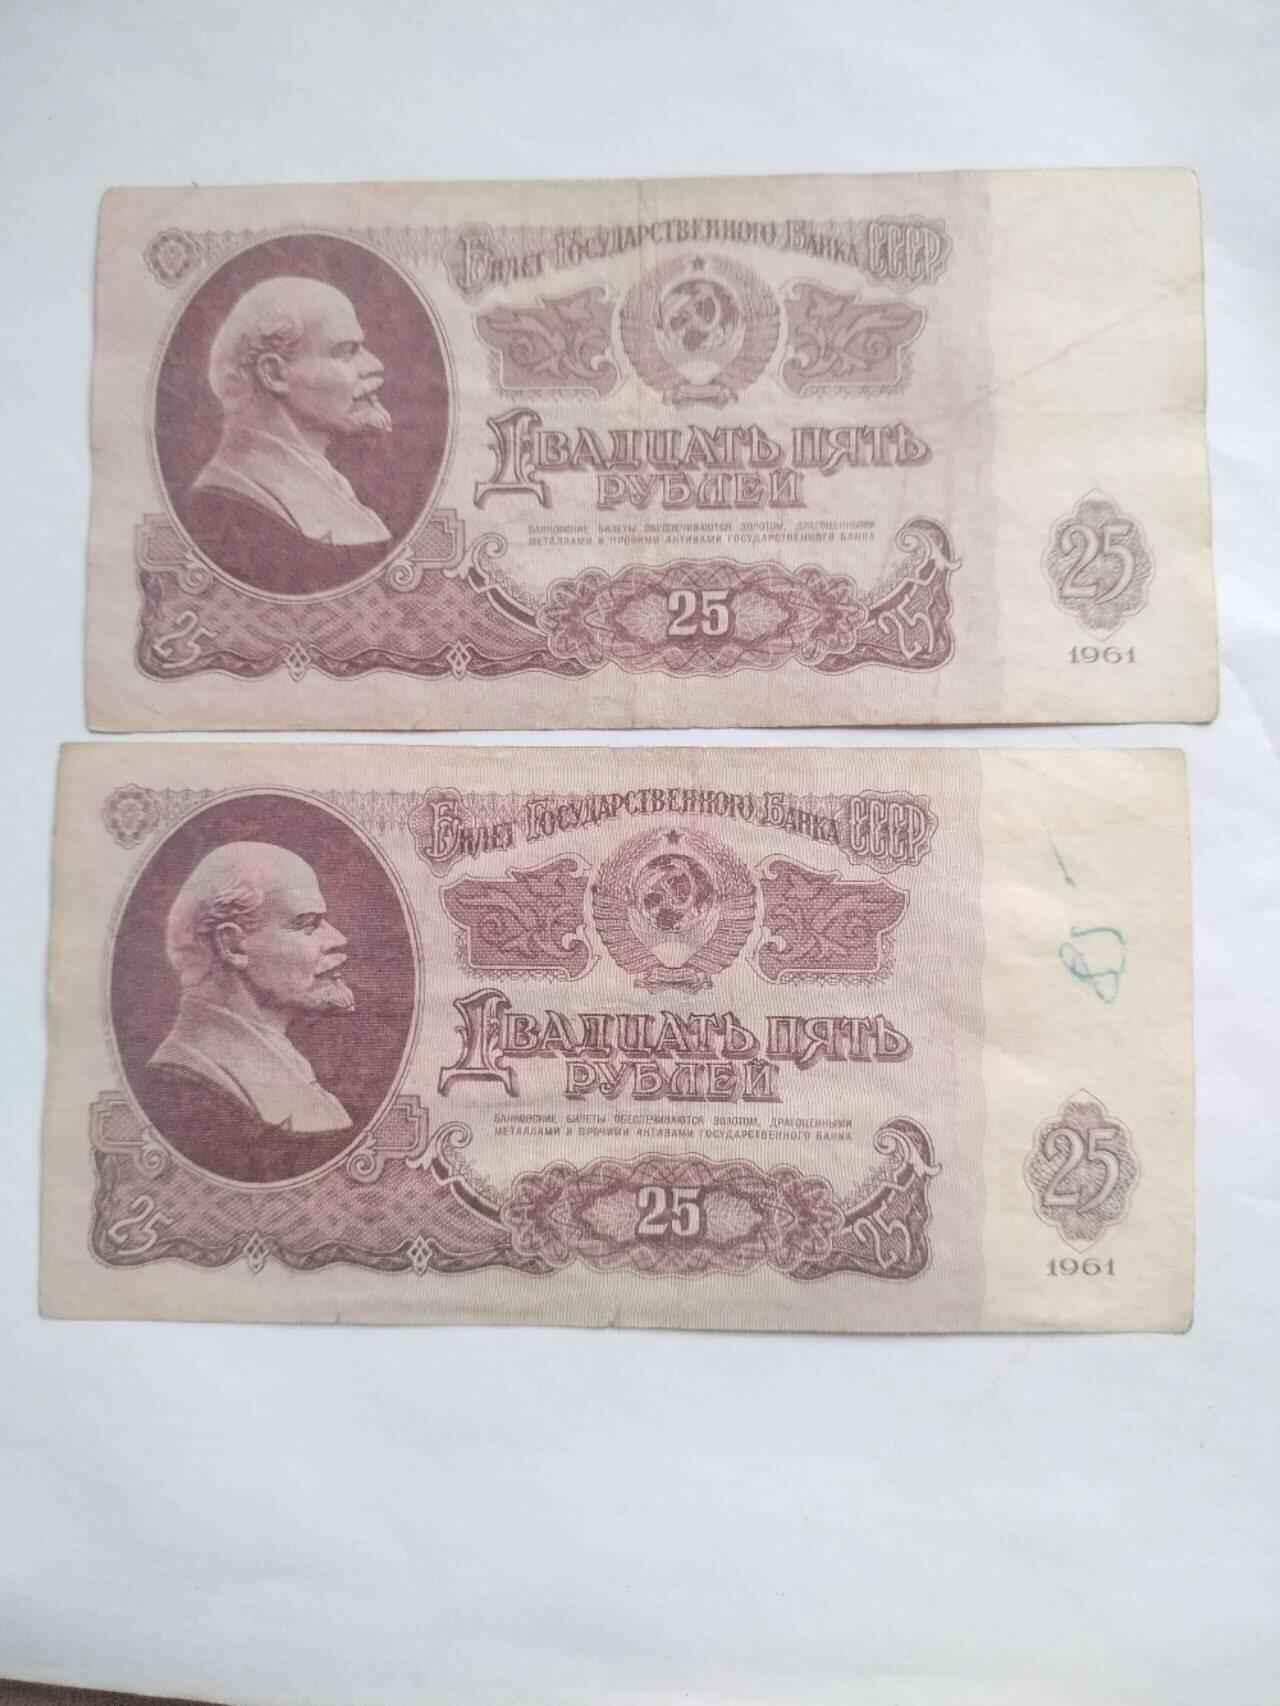 Билет Государственного Банка СССР
Двадцать пять
рублей
Банковские билеты обеспечиваются золотом, драгоценными
металлами и прочими активами Государственного Банка
25
25
25
25
1961
Билет Государственного Банка СССР
Двадцать пять
рублей
Банковские билеты обеспечиваются золотом, драгоценными
металлами и прочими активами Государственного Банка
25
25
25
25
1961